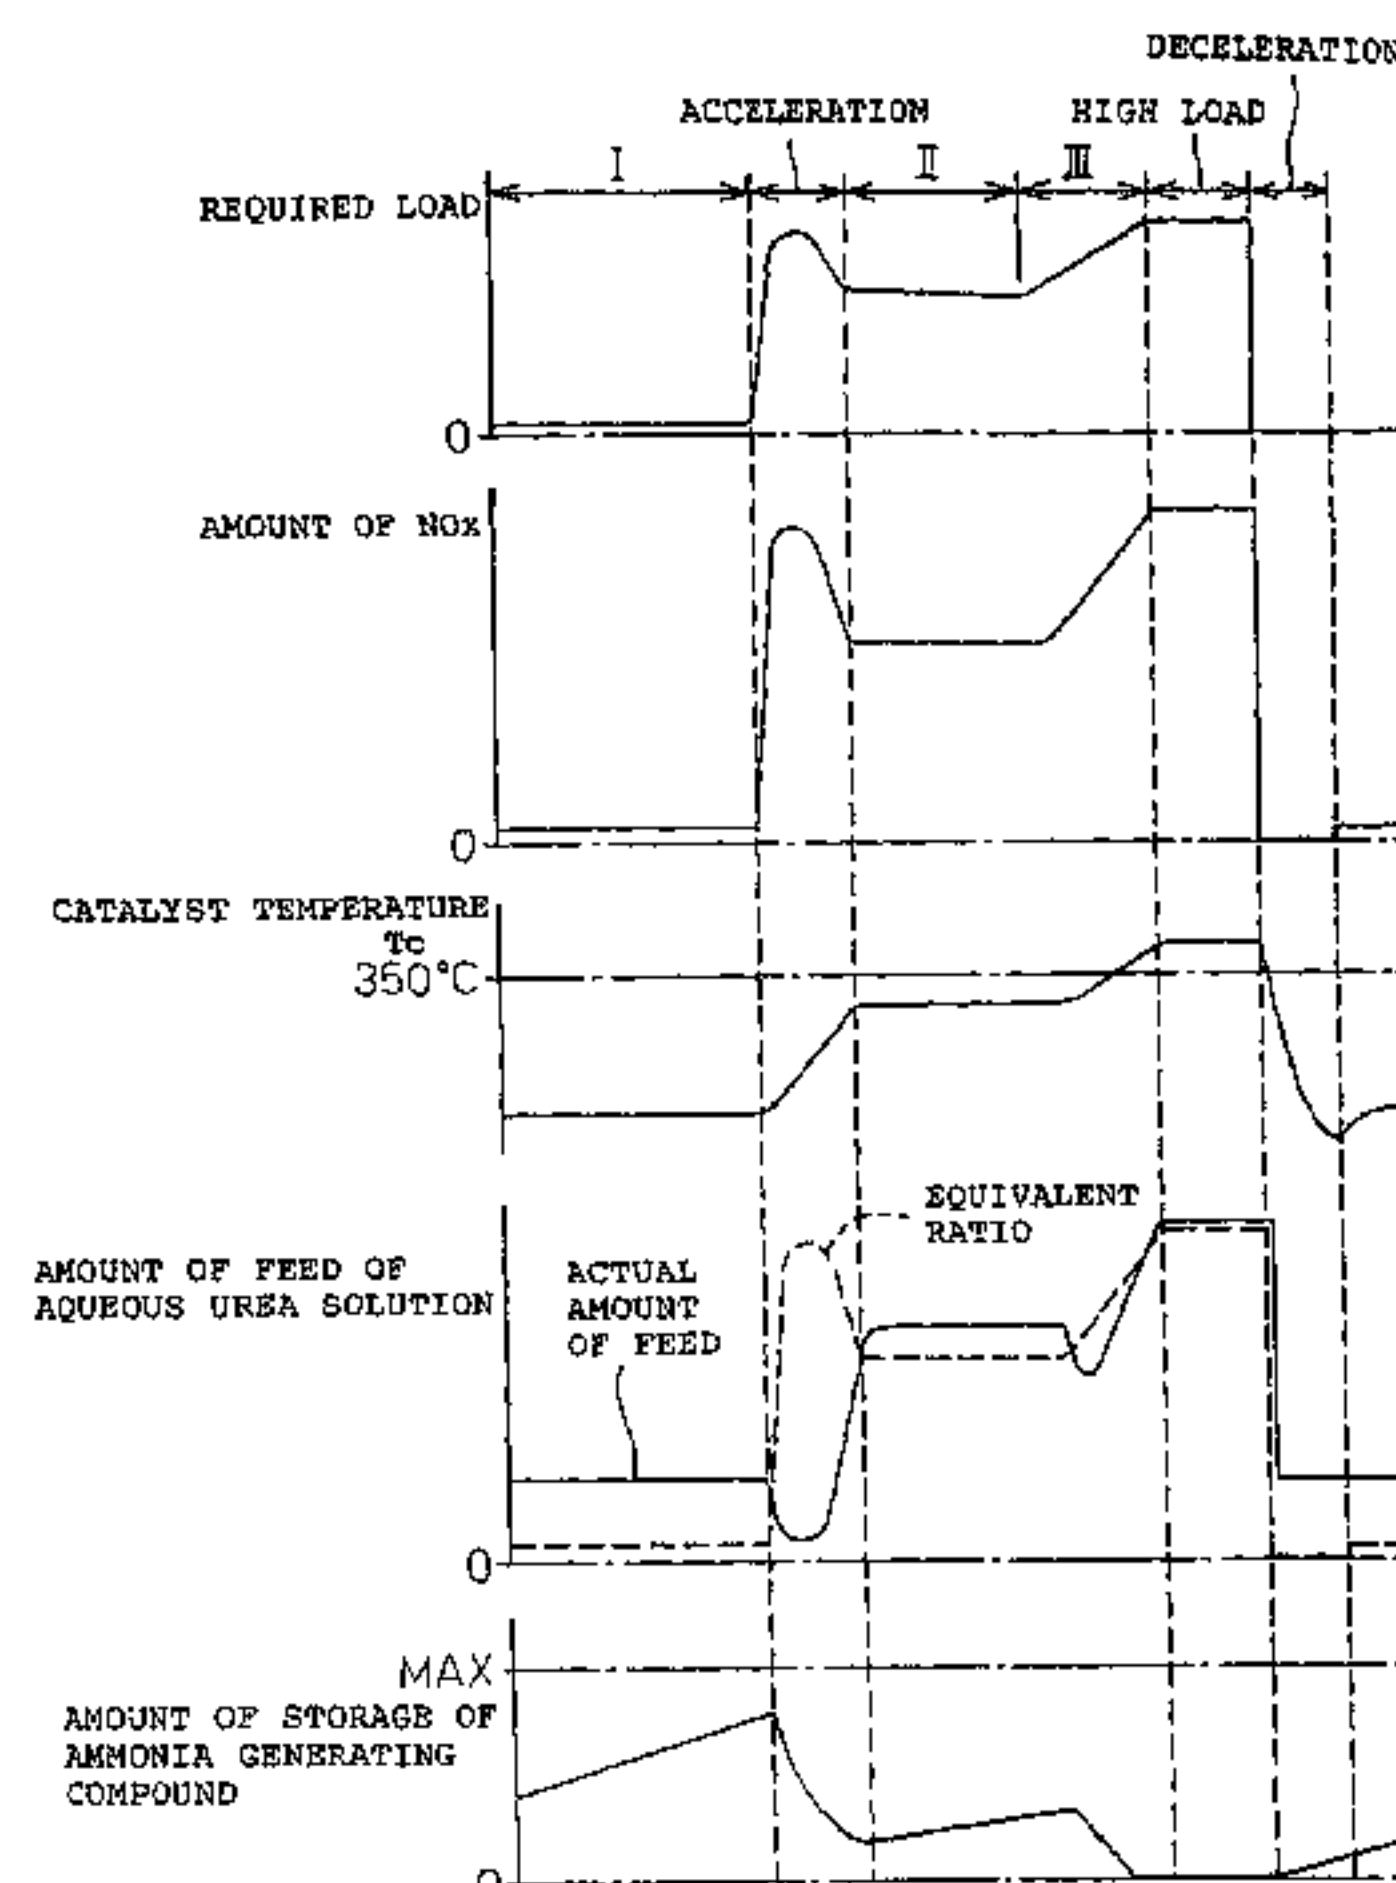 DECELERATION
ACCELERATION
HIGH LOAD
I
II
III
REQUIRED LOAD
0
AMOUNT OF NOx
0
CATALYST TEMPERATURE
Tc
350°C
EQUIVALENT
RATIO
AMOUNT OF FEED OF
AQUEOUS UREA SOLUTION
ACTUAL
AMOUNT
OF FEED
0
MAX
AMOUNT OF STORAGE OF
AMMONIA GENERATING
COMPOUND
0